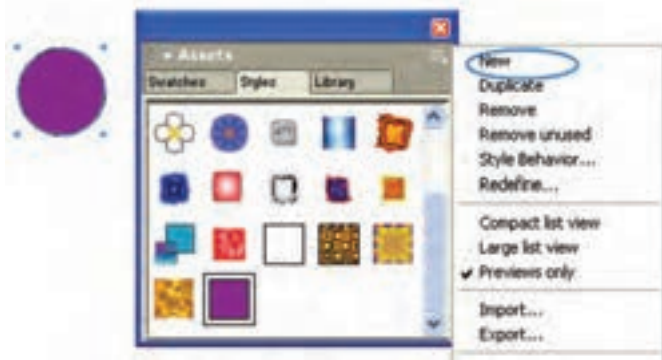 Assets
Swatches Styles Library
New
Duplicate
Remove
Remove unused
Style Behavior...
Redefine...
Compact list view
Large list view
Previews only
Import...
Export...